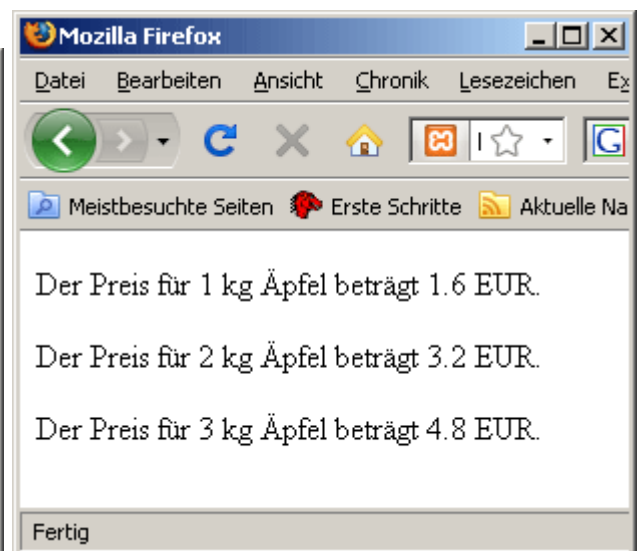 Mozilla Firefox
Datei Bearbeiten Ansicht Chronik Lesezeichen Ex
Meistbesuchte Seiten Erste Schritte Aktuelle Na
Der Preis für 1 kg Äpfel beträgt 1.6 EUR.
Der Preis für 2 kg Äpfel beträgt 3.2 EUR.
Der Preis für 3 kg Äpfel beträgt 4.8 EUR.
Fertig